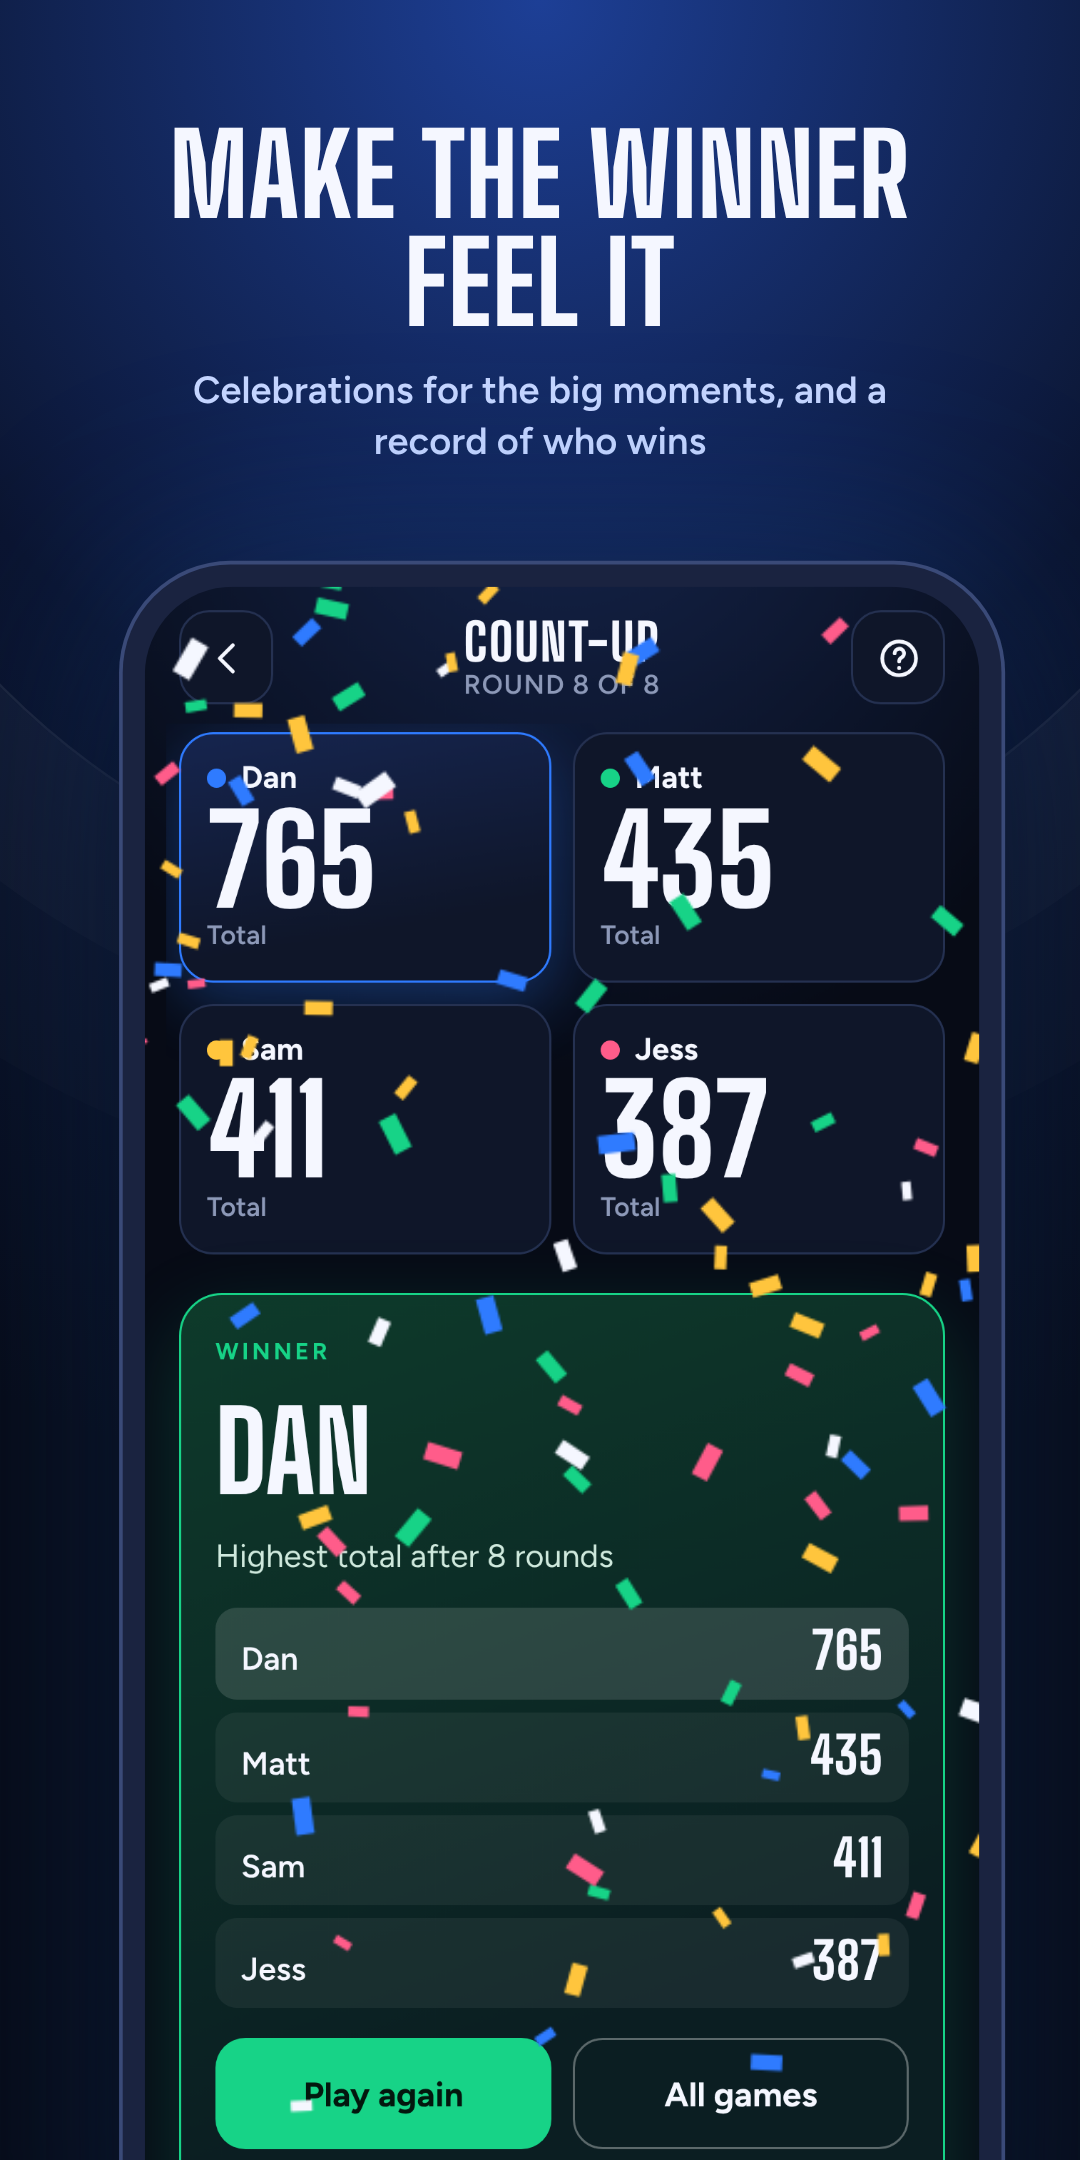 MAKE THE WINNER
FEEL IT
Celebrations for the big moments, and a
record of who wins
COUNT-UP
ROUND 8 OF 8
Dan
765
Total
Matt
435
Total
Sam
411
Total
Jess
387
Total
WINNER
DAN
Highest total after 8 rounds
Dan 765
Matt 435
Sam 411
Jess 387
Play again
All games